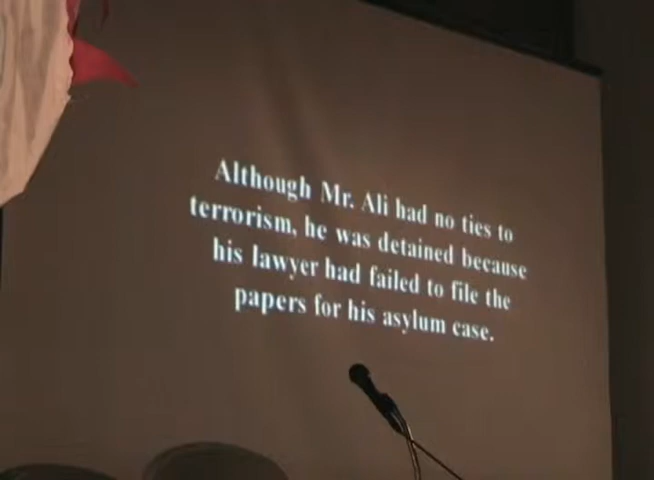 Although Mr. Ali had no ties to
terrorism, he was detained because
his lawyer had failed to file the
papers for his asylum case.